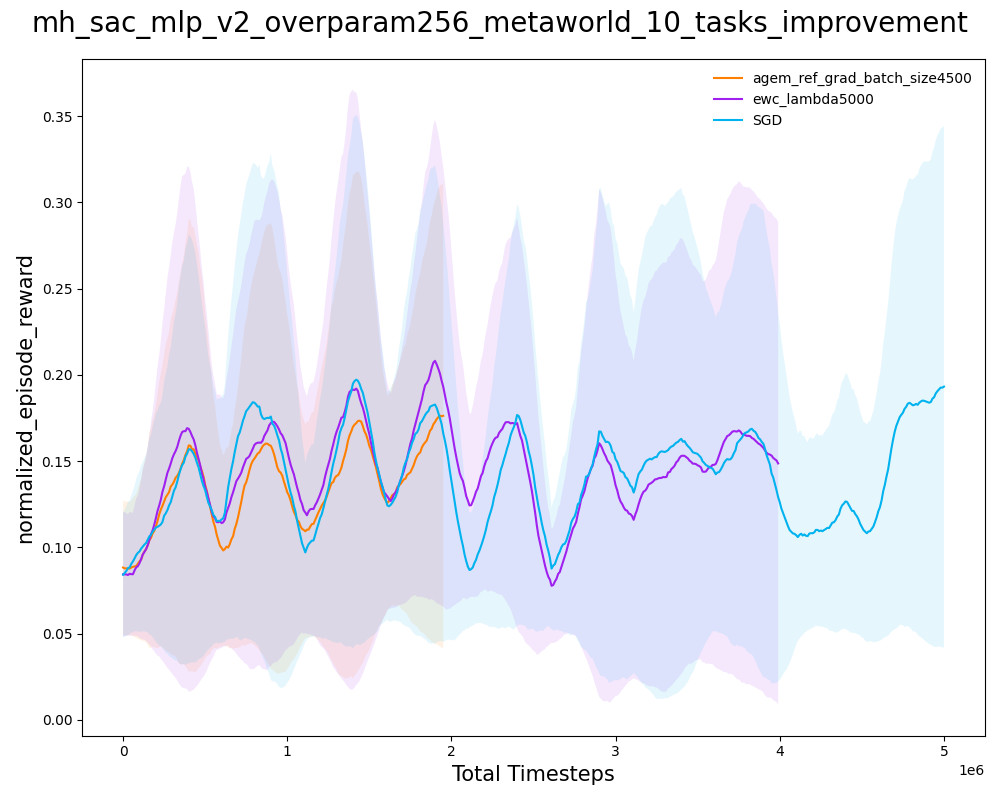 mh_sac_mlp_v2_overparam256_metaworld_10_tasks_improvement
agem_ref_grad_batch_size4500
ewc_lambda5000
SGD
normalized_episode_reward
0.35
0.30
0.25
0.20
0.15
0.10
0.05
0.00
0 1 2 3 4 5
1e6
Total Timesteps